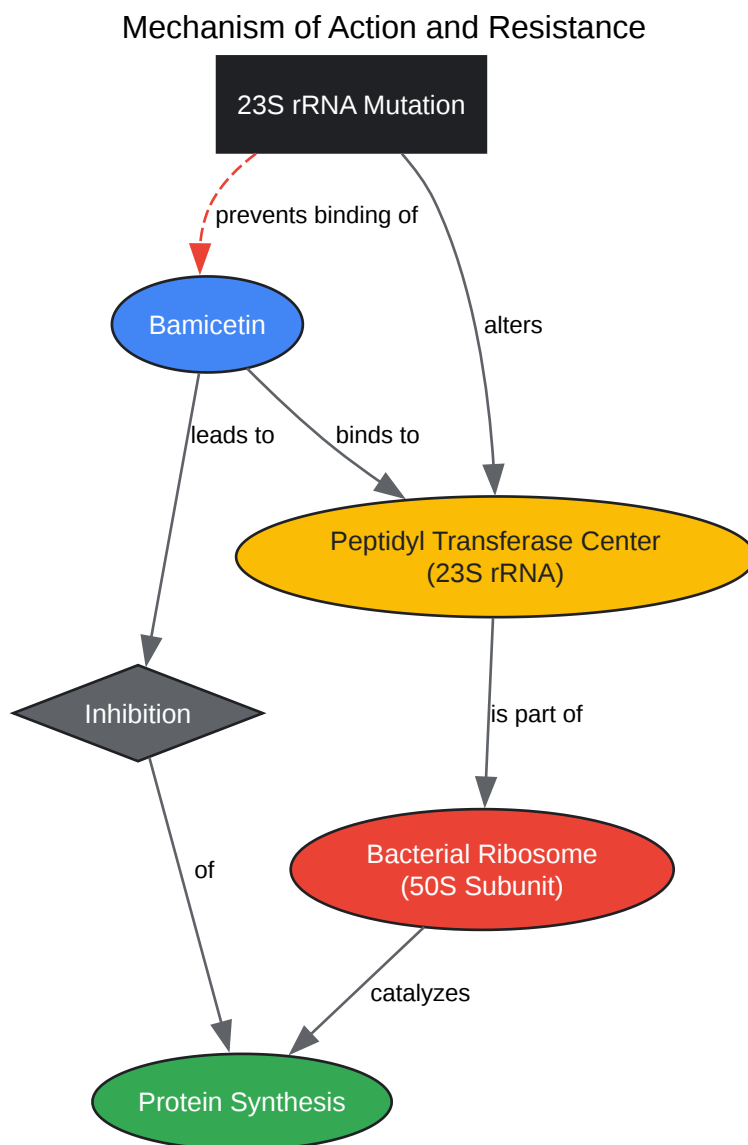 Mechanism of Action and Resistance
23S rRNA Mutation
prevents binding of
Bamicetin
alters
leads to
binds to
Peptidyl Transferase Center
(23S rRNA)
Inhibition
is part of
Bacterial Ribosome
(50S Subunit)
of
catalyzes
Protein Synthesis